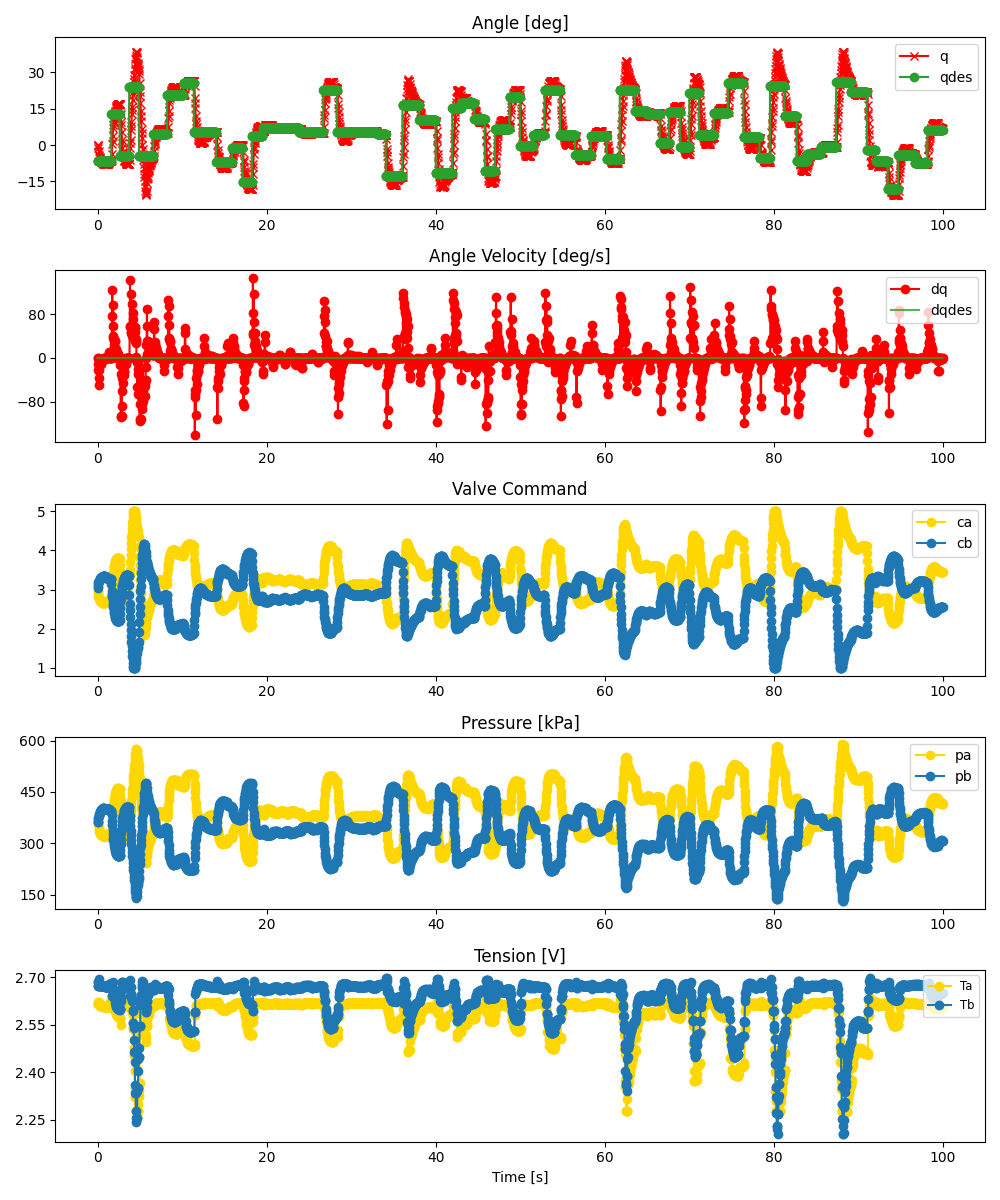 Angle [deg]
30
15
0
−15
q
qdes
0 20 40 60 80 100
Angle Velocity [deg/s]
80
0
−80
dq
dqdes
0 20 40 60 80 100
Valve Command
5
4
3
2
1
ca
cb
0 20 40 60 80 100
Pressure [kPa]
600
450
300
150
pa
pb
0 20 40 60 80 100
Tension [V]
2.70
2.55
2.40
2.25
Ta
Tb
0 20 40 60 80 100
Time [s]